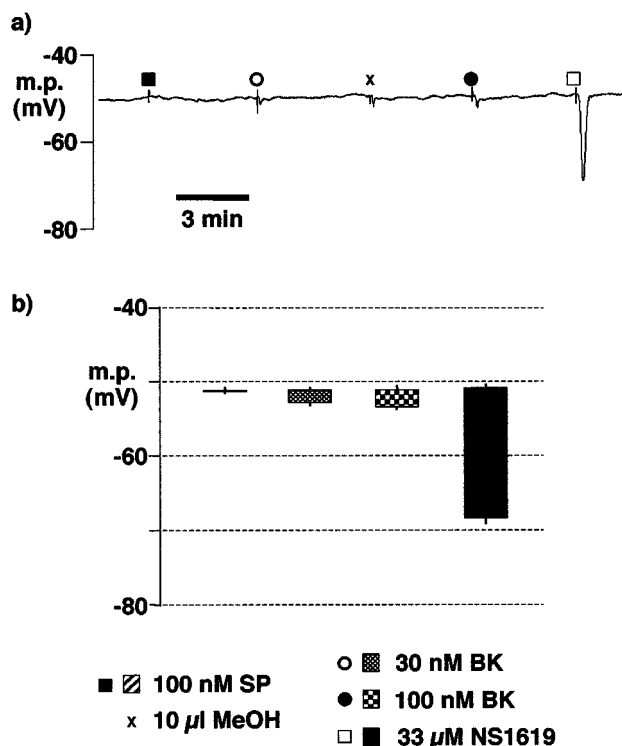 a)
-40
m.p.
(mV)
-60
-80
x
3 min
b)
-40
m.p.
(mV)
-60
-80
100 nM SP
x 10 µl MeOH
30 nM BK
100 nM BK
33 µM NS1619